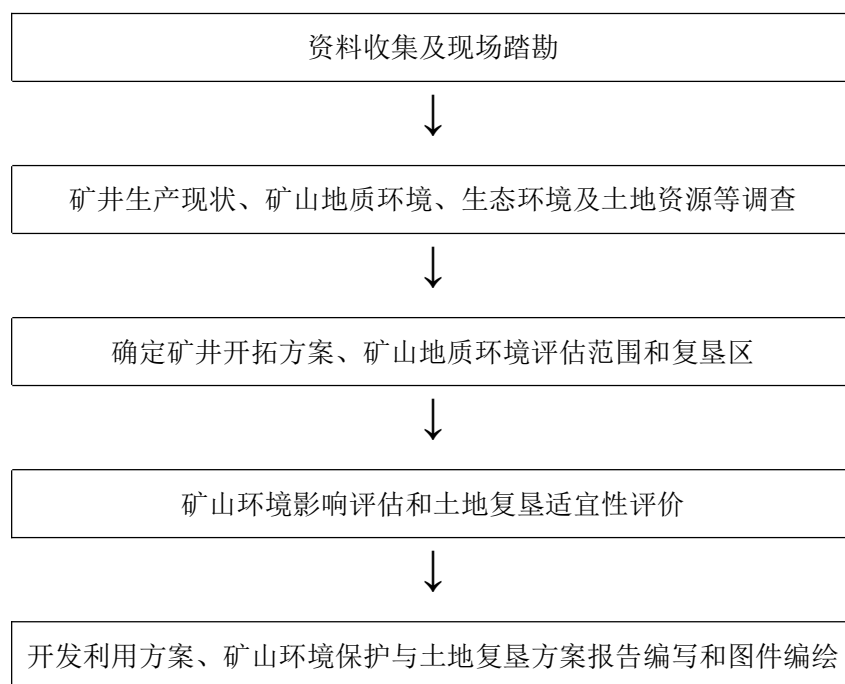 资料收集及现场踏勘
矿井生产现状、矿山地质环境、生态环境及土地资源等调查
确定矿井开拓方案、矿山地质环境评估范围和复垦区
矿山环境影响评估和土地复垦适宜性评价
开发利用方案、矿山环境保护与土地复垦方案报告编写和图件编绘